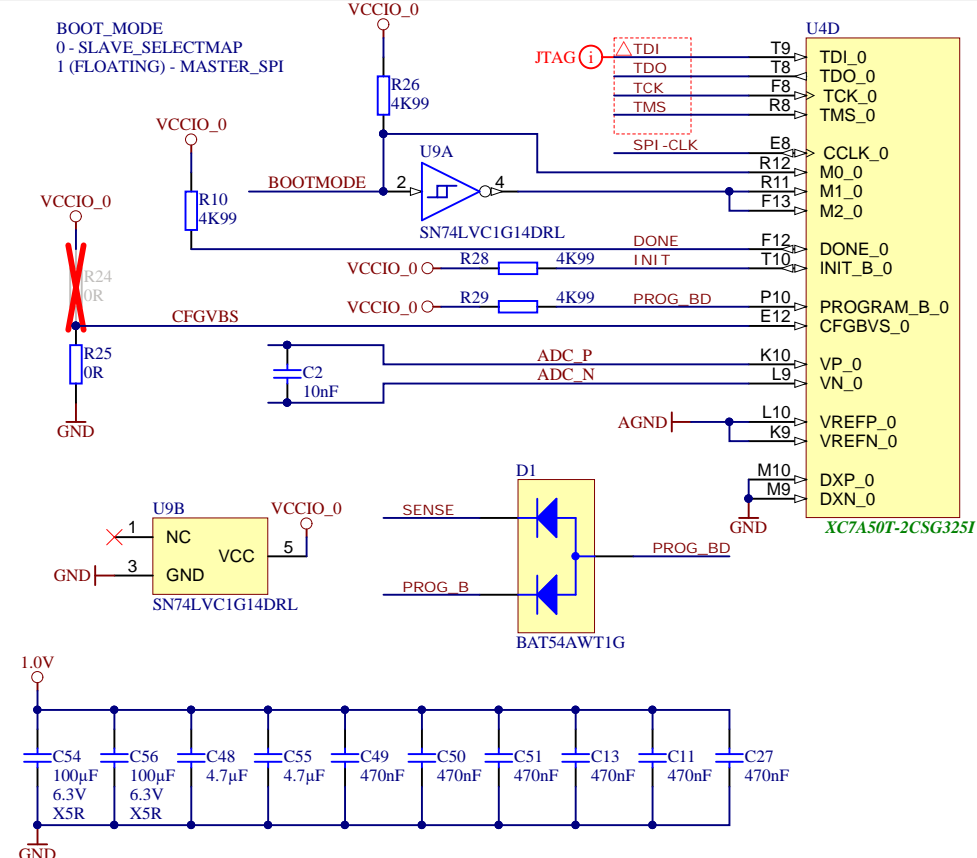 VCCIO_0
U4D
BOOT_MODE
0 - SLAVE_SELECTMAP
1 (FLOATING) - MASTER_SPI
JTAG
i
TDI
T9
TDI_0
TDO
T8
TDO_0
R26
4K99
TCK
F8
TCK_0
TMS
R8
TMS_0
VCCIO_0
U9A
SPI-CLK
E8
CCLK_0
R12
M0_0
BOOTMODE
2
4
R11
M1_0
R10
4K99
F13
M2_0
VCCIO_0
SN74LVC1G14DRL
DONE
F12
DONE_0
VCCIO_0
R28
4K99
INIT
T10
INIT_B_0
R24
0R
VCCIO_0
R29
4K99
PROG_BD
P10
PROGRAM_B_0
CFGVBS
E12
CFGBVS_0
R25
0R
ADC_P
K10
VP_0
C2
10nF
ADC_N
L9
VN_0
GND
AGND
L10
VREFP_0
K9
VREFN_0
D1
M10
DXP_0
M9
DXN_0
GND
XC7A50T-2CSG325I
U9B
VCCIO_0
SENSE
1
NC
VCC
5
PROG_BD
GND
3
GND
PROG_B
SN74LVC1G14DRL
BAT54AWT1G
1.0V
C54
100µF
6.3V
X5R
C56
100µF
6.3V
X5R
C48
4.7µF
C55
4.7µF
C49
470nF
C50
470nF
C51
470nF
C13
470nF
C11
470nF
C27
470nF
GND